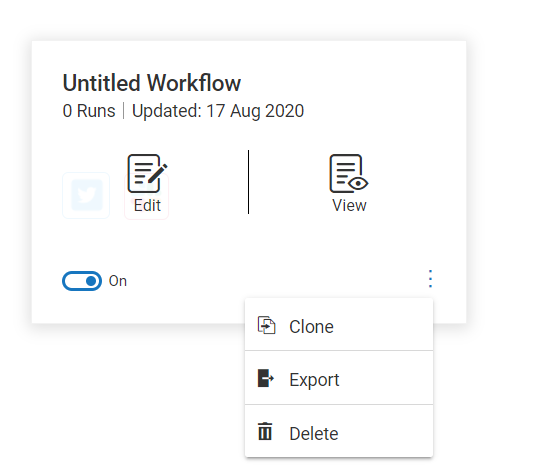 Untitled Workflow
0 Runs | Updated: 17 Aug 2020
Edit
View
On
Clone
Export
Delete